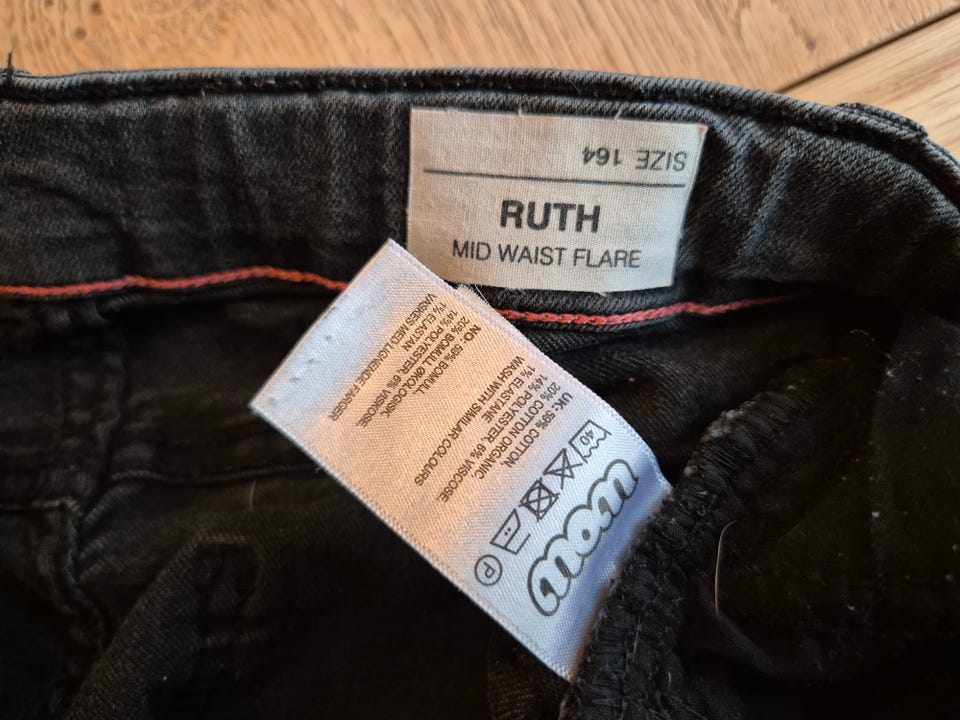 SIZE 164
RUTH
MID WAIST FLARE
40
P
UK: 59% COTTON,
20% COTTON ORGANIC,
14% POLYESTER, 6% VISCOSE
1% ELASTANE
WASH WITH SIMILAR COLOURS
NO: 59% BOMULL,
20% BOMULL ØKOLOGISK,
14% POLYESTER, 6% VISCOSE
1% ELASTAN
VASKES MED LIGNENDE FARGER